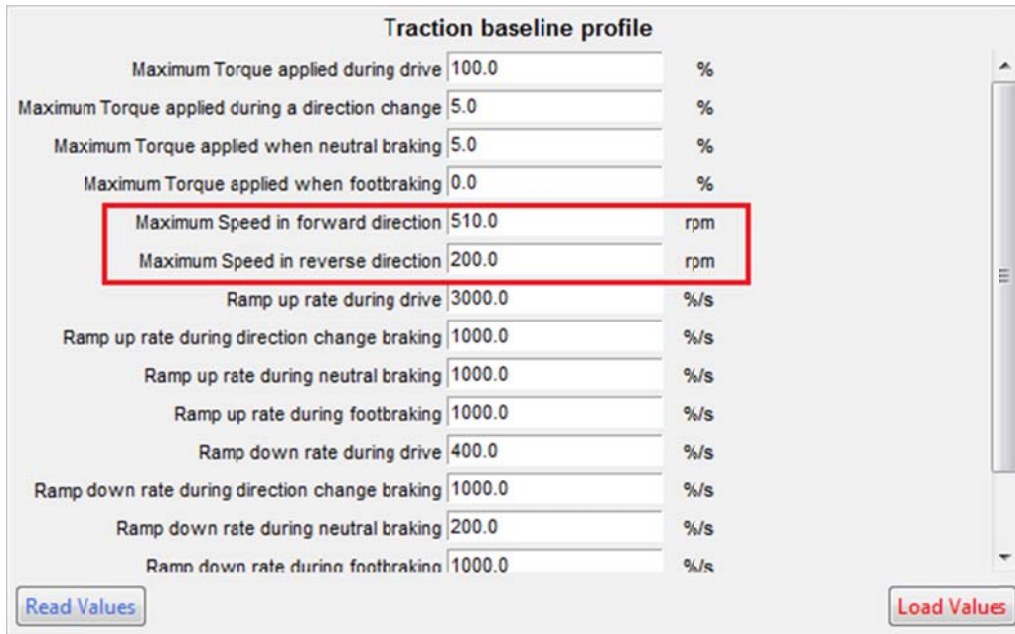 Traction baseline profile
Maximum Torque applied during drive 100.0 %
Maximum Torque applied during a direction change 5.0 %
Maximum Torque applied when neutral braking 5.0 %
Maximum Torque applied when footbraking 0.0 %
Maximum Speed in forward direction 510.0 rpm
Maximum Speed in reverse direction 200.0 rpm
Ramp up rate during drive 3000.0 %/s
Ramp up rate during direction change braking 1000.0 %/s
Ramp up rate during neutral braking 1000.0 %/s
Ramp up rate during footbraking 1000.0 %/s
Ramp down rate during drive 400.0 %/s
Ramp down rate during direction change braking 1000.0 %/s
Ramp down rate during neutral braking 200.0 %/s
Ramp down rate during footbraking 1000.0 %/s
Read Values Load Values